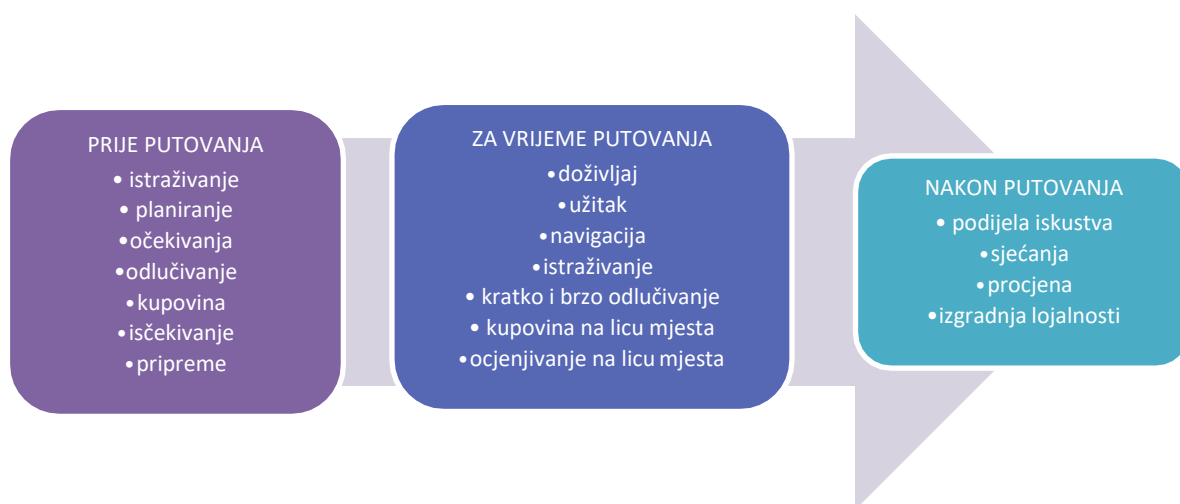 PRIJE PUTOVANJA
• istraživanje
• planiranje
•očekivanja
•odlučivanje
•kupovina
•isčekivanje
•pripreme
ZA VRIJEME PUTOVANJA
•doživljaj
•užitak
•navigacija
•istraživanje
• kratko i brzo odlučivanje
• kupovina na licu mjesta
•ocjenjivanje na licu mjesta
NAKON PUTOVANJA
• podijela iskustva
•sjećanja
•procjena
•izgradnja lojalnosti